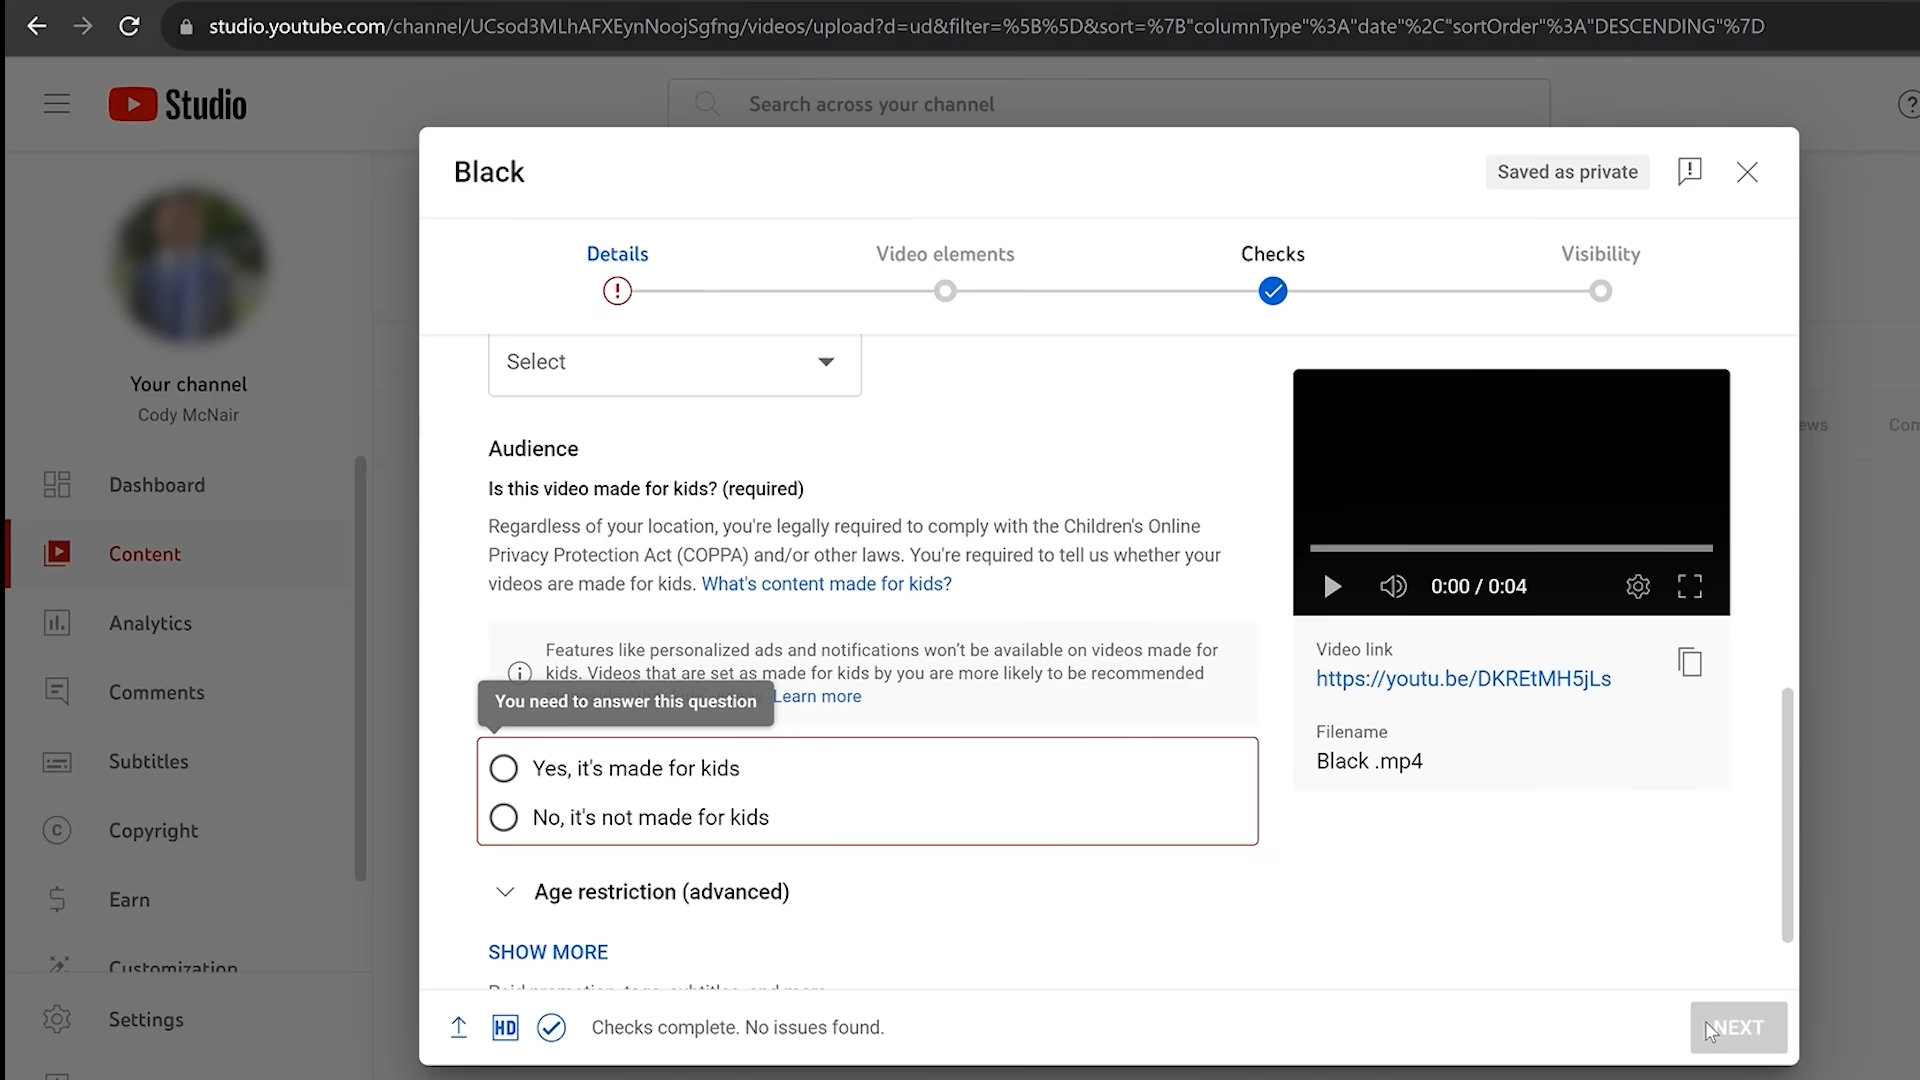 studio.youtube.com/channel/UCsod3MLhAFXEynNoojSgfng/videos/upload?d=ud&filter=%5B%5D&sort=%7B"columnType"%3A"date"%2C"sortOrder"%3A"DESCENDING"%7D
Studio
Search across your channel
?
Black
Saved as private
Details
Video elements
Checks
Visibility
Your channel
Cody McNair
Dashboard
Content
Analytics
Comments
Subtitles
Copyright
Earn
Customization
Settings
Select
Audience
Is this video made for kids? (required)
Regardless of your location, you're legally required to comply with the Children's Online
Privacy Protection Act (COPPA) and/or other laws. You're required to tell us whether your
videos are made for kids. What's content made for kids?
Features like personalized ads and notifications won't be available on videos made for
kids. Videos that are set as made for kids by you are more likely to be recommended
Learn more
You need to answer this question
Yes, it's made for kids
No, it's not made for kids
Age restriction (advanced)
SHOW MORE
Paid promotion, tags, subtitles, and more
0:00 / 0:04
Video link
https://youtu.be/DKREtMH5jLs
Filename
Black .mp4
ews
Com
HD
Checks complete. No issues found.
NEXT